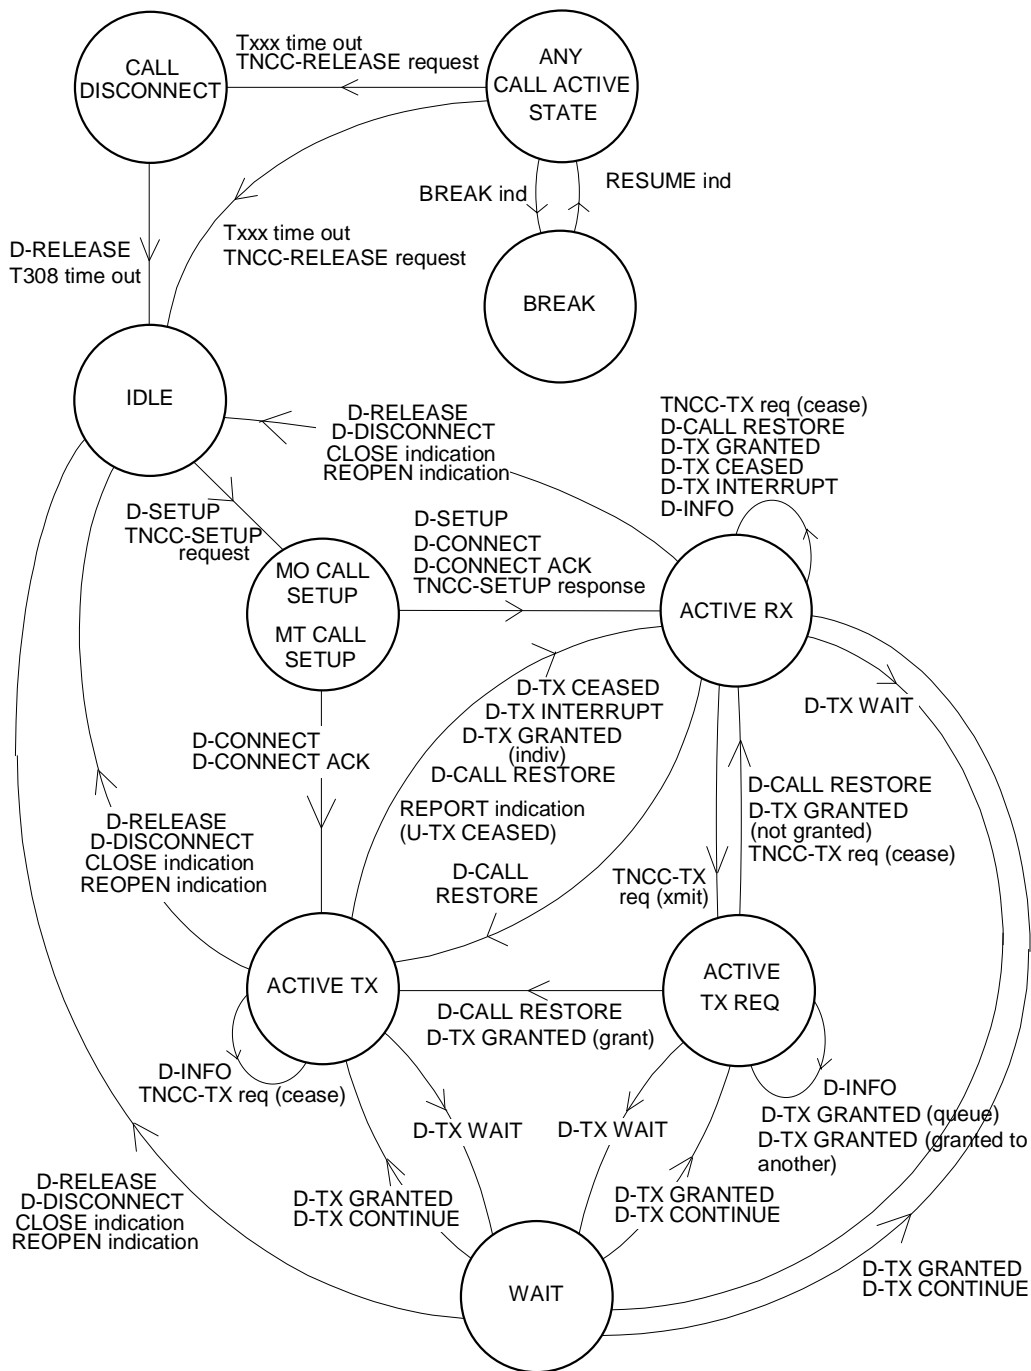 Txxx time out
TNCC-RELEASE request
CALL
DISCONNECT
ANY
CALL ACTIVE
STATE
BREAK ind
RESUME ind
D-RELEASE
T308 time out
Txxx time out
TNCC-RELEASE request
BREAK
IDLE
D-RELEASE
D-DISCONNECT
CLOSE indication
REOPEN indication
TNCC-TX req (cease)
D-CALL RESTORE
D-TX GRANTED
D-TX CEASED
D-TX INTERRUPT
D-INFO
D-SETUP
TNCC-SETUP
request
D-SETUP
D-CONNECT
D-CONNECT ACK
TNCC-SETUP response
MO CALL
SETUP
MT CALL
SETUP
ACTIVE RX
D-CONNECT
D-CONNECT ACK
D-TX CEASED
D-TX INTERRUPT
D-TX GRANTED
(indiv)
D-CALL RESTORE
REPORT indication
(U-TX CEASED)
D-TX WAIT
D-CALL RESTORE
D-TX GRANTED
(not granted)
TNCC-TX req (cease)
D-RELEASE
D-DISCONNECT
CLOSE indication
REOPEN indication
D-CALL
RESTORE
TNCC-TX
req (xmit)
ACTIVE TX
ACTIVE
TX REQ
D-CALL RESTORE
D-TX GRANTED (grant)
D-INFO
TNCC-TX req (cease)
D-INFO
D-TX GRANTED (queue)
D-TX GRANTED (granted to
another)
D-TX WAIT
D-TX WAIT
D-RELEASE
D-DISCONNECT
CLOSE indication
REOPEN indication
D-TX GRANTED
D-TX CONTINUE
D-TX GRANTED
D-TX CONTINUE
D-TX GRANTED
D-TX CONTINUE
WAIT